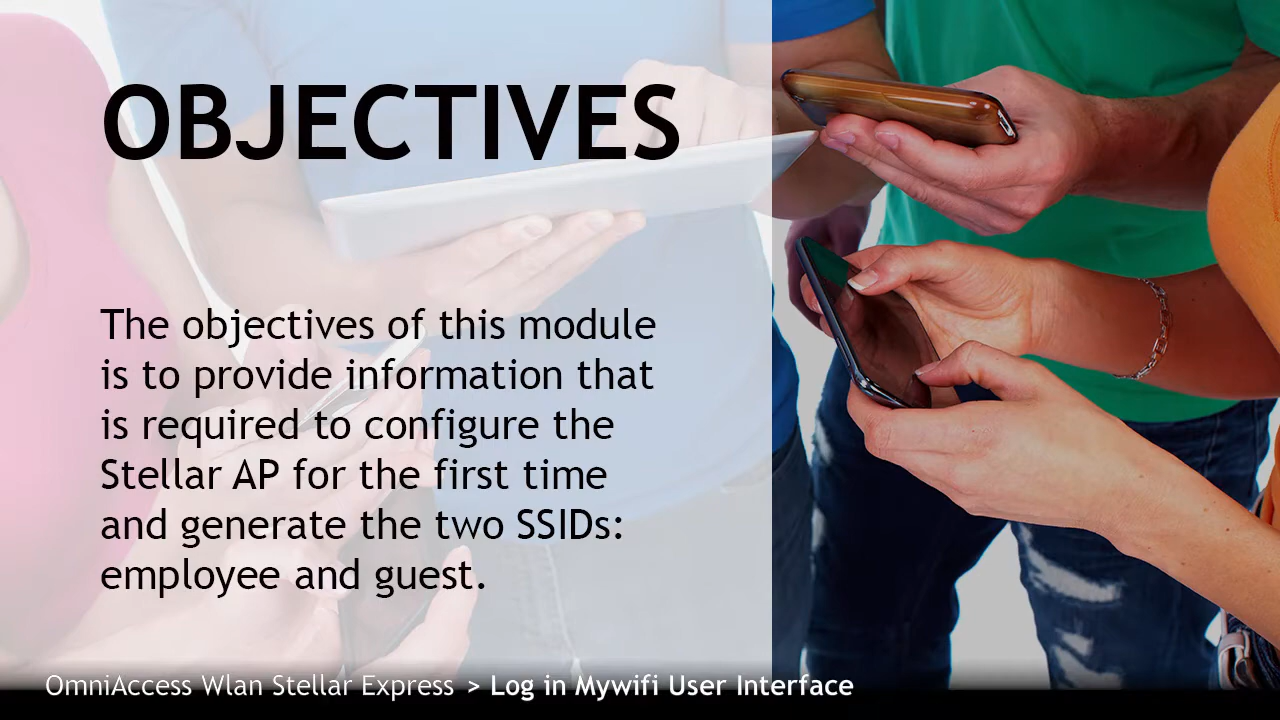 OBJECTIVES
The objectives of this module
is to provide information that
is required to configure the
Stellar AP for the first time
and generate the two SSIDs:
employee and guest.
OmniAccess Wlan Stellar Express > Log in Mywifi User Interface